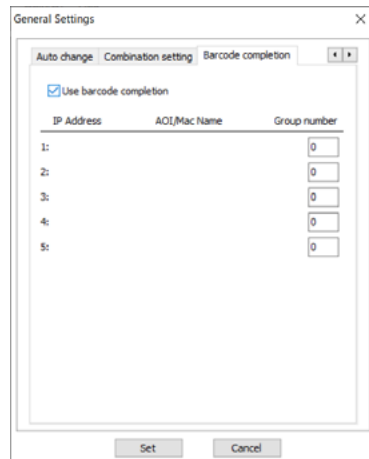 General Settings
Auto change Combination setting Barcode completion
Use barcode completion
IP Address AOI/Mac Name Group number
1: 0
2: 0
3: 0
4: 0
5: 0
Set Cancel